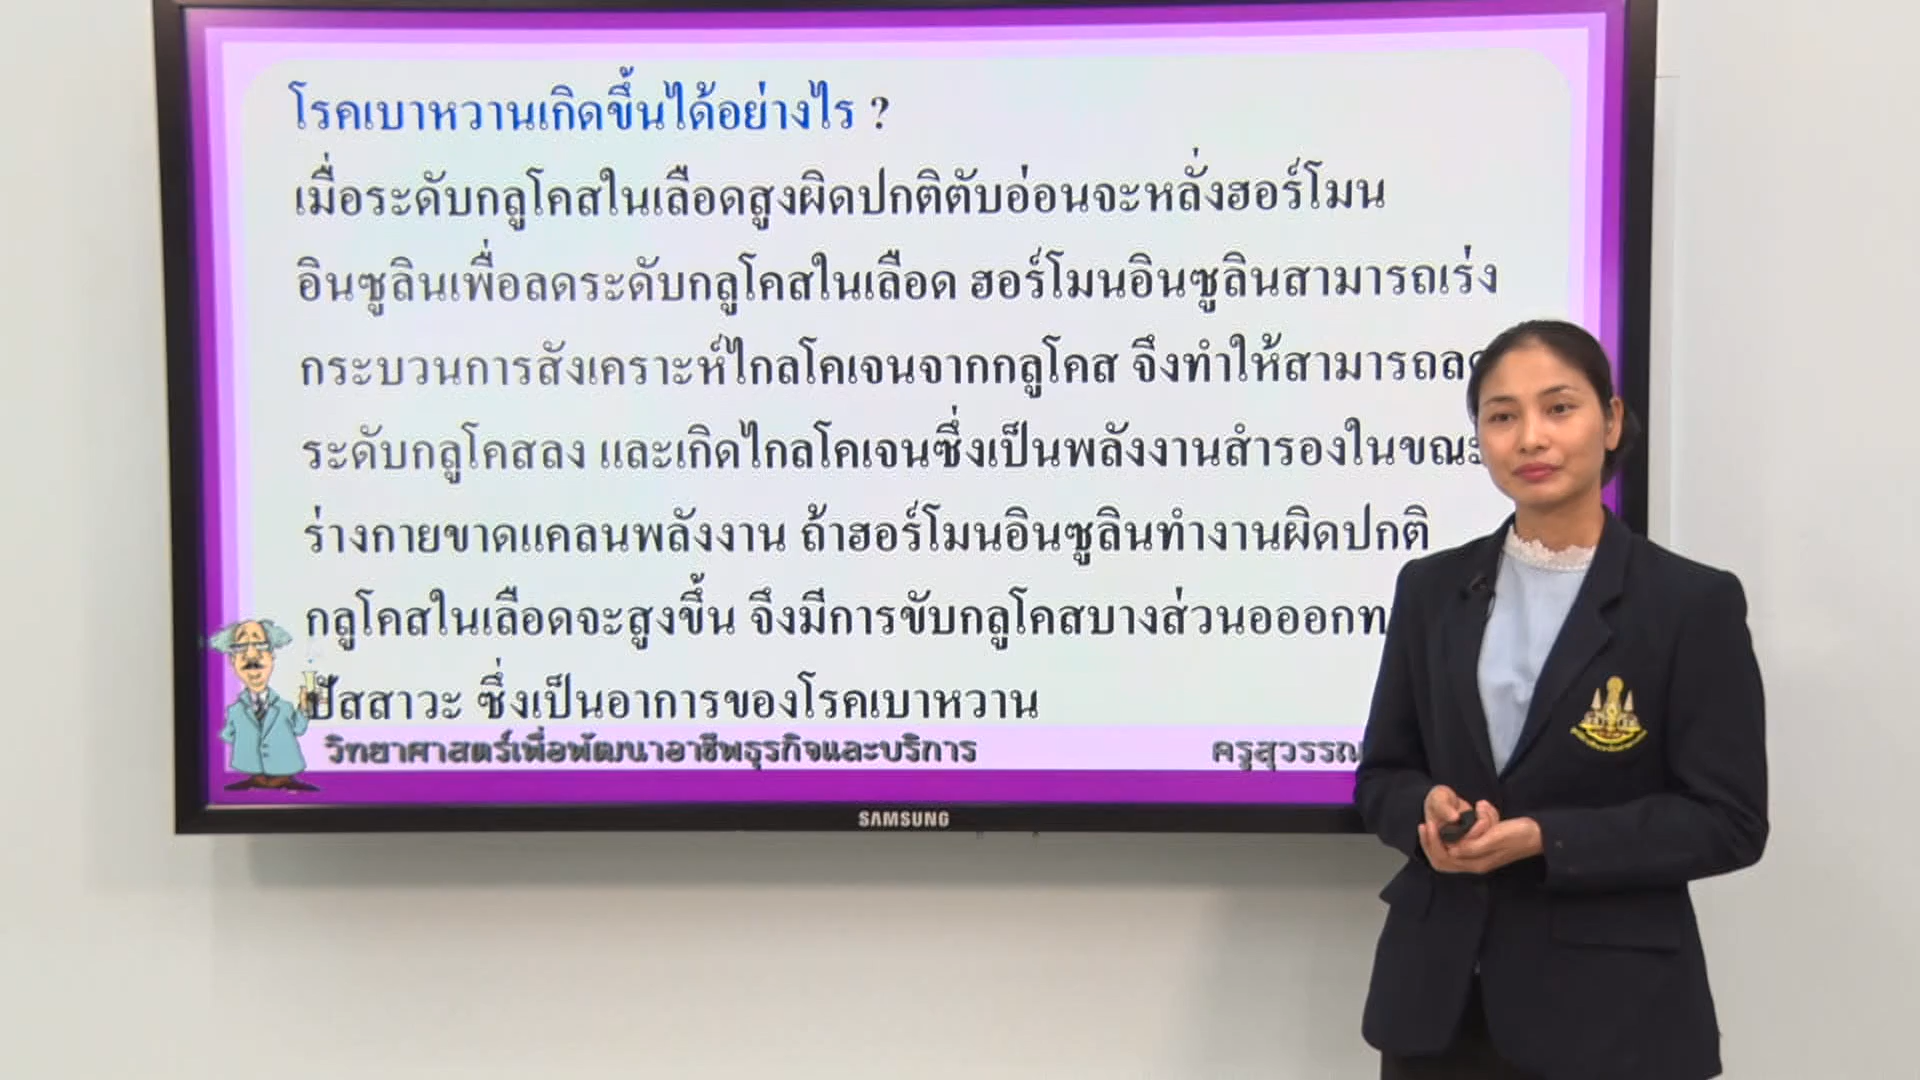 โรคเบาหวานเกิดขึ้นได้อย่างไร ?
เมื่อระดับกลูโคสในเลือดสูงผิดปกติตับอ่อนจะหลั่งฮอร์โมน
อินซูลินเพื่อลดระดับกลูโคสในเลือด ฮอร์โมนอินซูลินสามารถเร่ง
กระบวนการสังเคราะห์ไกลโคเจนจากกลูโคส จึงทำให้สามารถ
ระดับกลูโคสลง และเกิดไกลโคเจนซึ่งเป็นพลังงานสำรองในขณะ
ร่างกายขาดแคลนพลังงาน ถ้าฮอร์โมนอินซูลินทำงานผิดปกติ
กลูโคสในเลือดจะสูงขึ้น จึงมีการขับกลูโคสบางส่วนอออก
ปัสสาวะ ซึ่งเป็นอาการของโรคเบาหวาน
วิทยาศาสตร์เพื่อพัฒนาอาชีพธุรกิจและบริการ ครูสุวรรณ
SAMSUNG